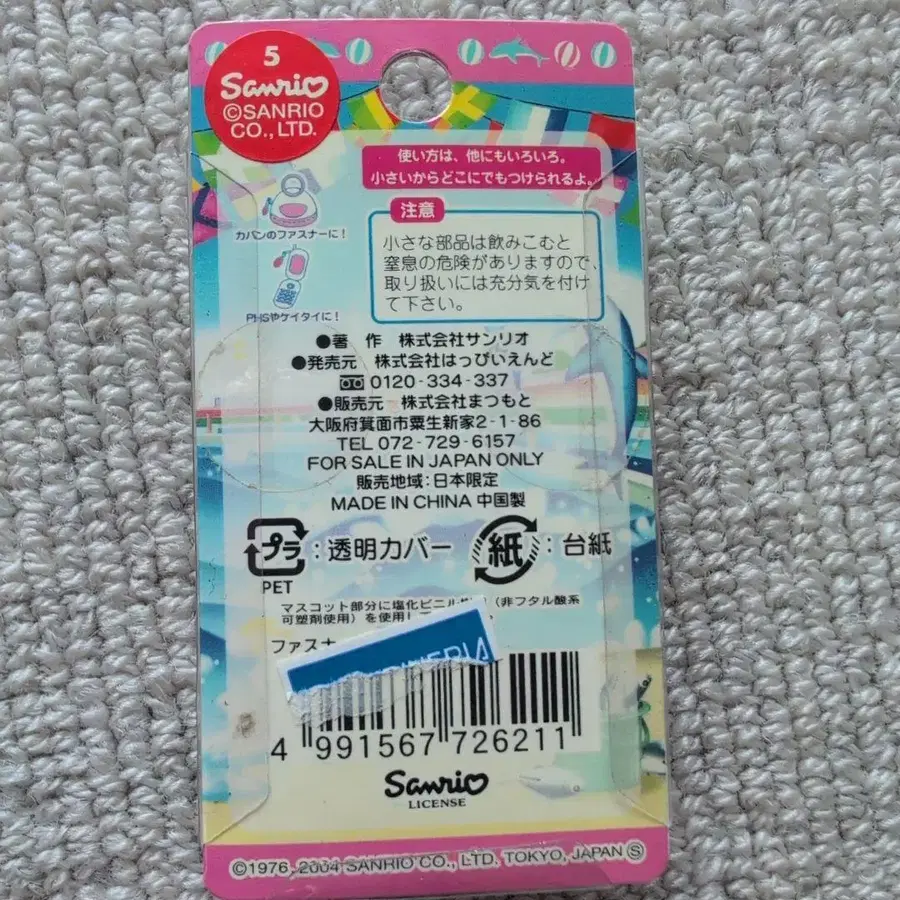 5
Sanrio
©SANRIO
CO., LTD.
使い方は、他にもいろいろ。
小さいからどこにでもつけられるよ。
カバンのファスナーに!
PHSやケイタイに!
注意
小さな部品は飲みこむと
窒息の危険がありますので、
取り扱いには充分気を付け
て下さい。
●著 作 株式会社サンリオ
●発売元 株式会社はっぴいえんど
0120-334-337
●販売元 株式会社まつもと
大阪府箕面市粟生新家2-1-86
TEL 072-729-6157
FOR SALE IN JAPAN ONLY
販売地域:日本限定
MADE IN CHINA 中国製
プラ:透明カバー 紙:台紙
PET
マスコット部分に塩化ビニル (非フタル酸系
可塑剤使用)を使用し
ファスナ
4 991567 726211
Sanrio
LICENSE
©1976, 2004 SANRIO CO., LTD. TOKYO, JAPAN Ⓢ